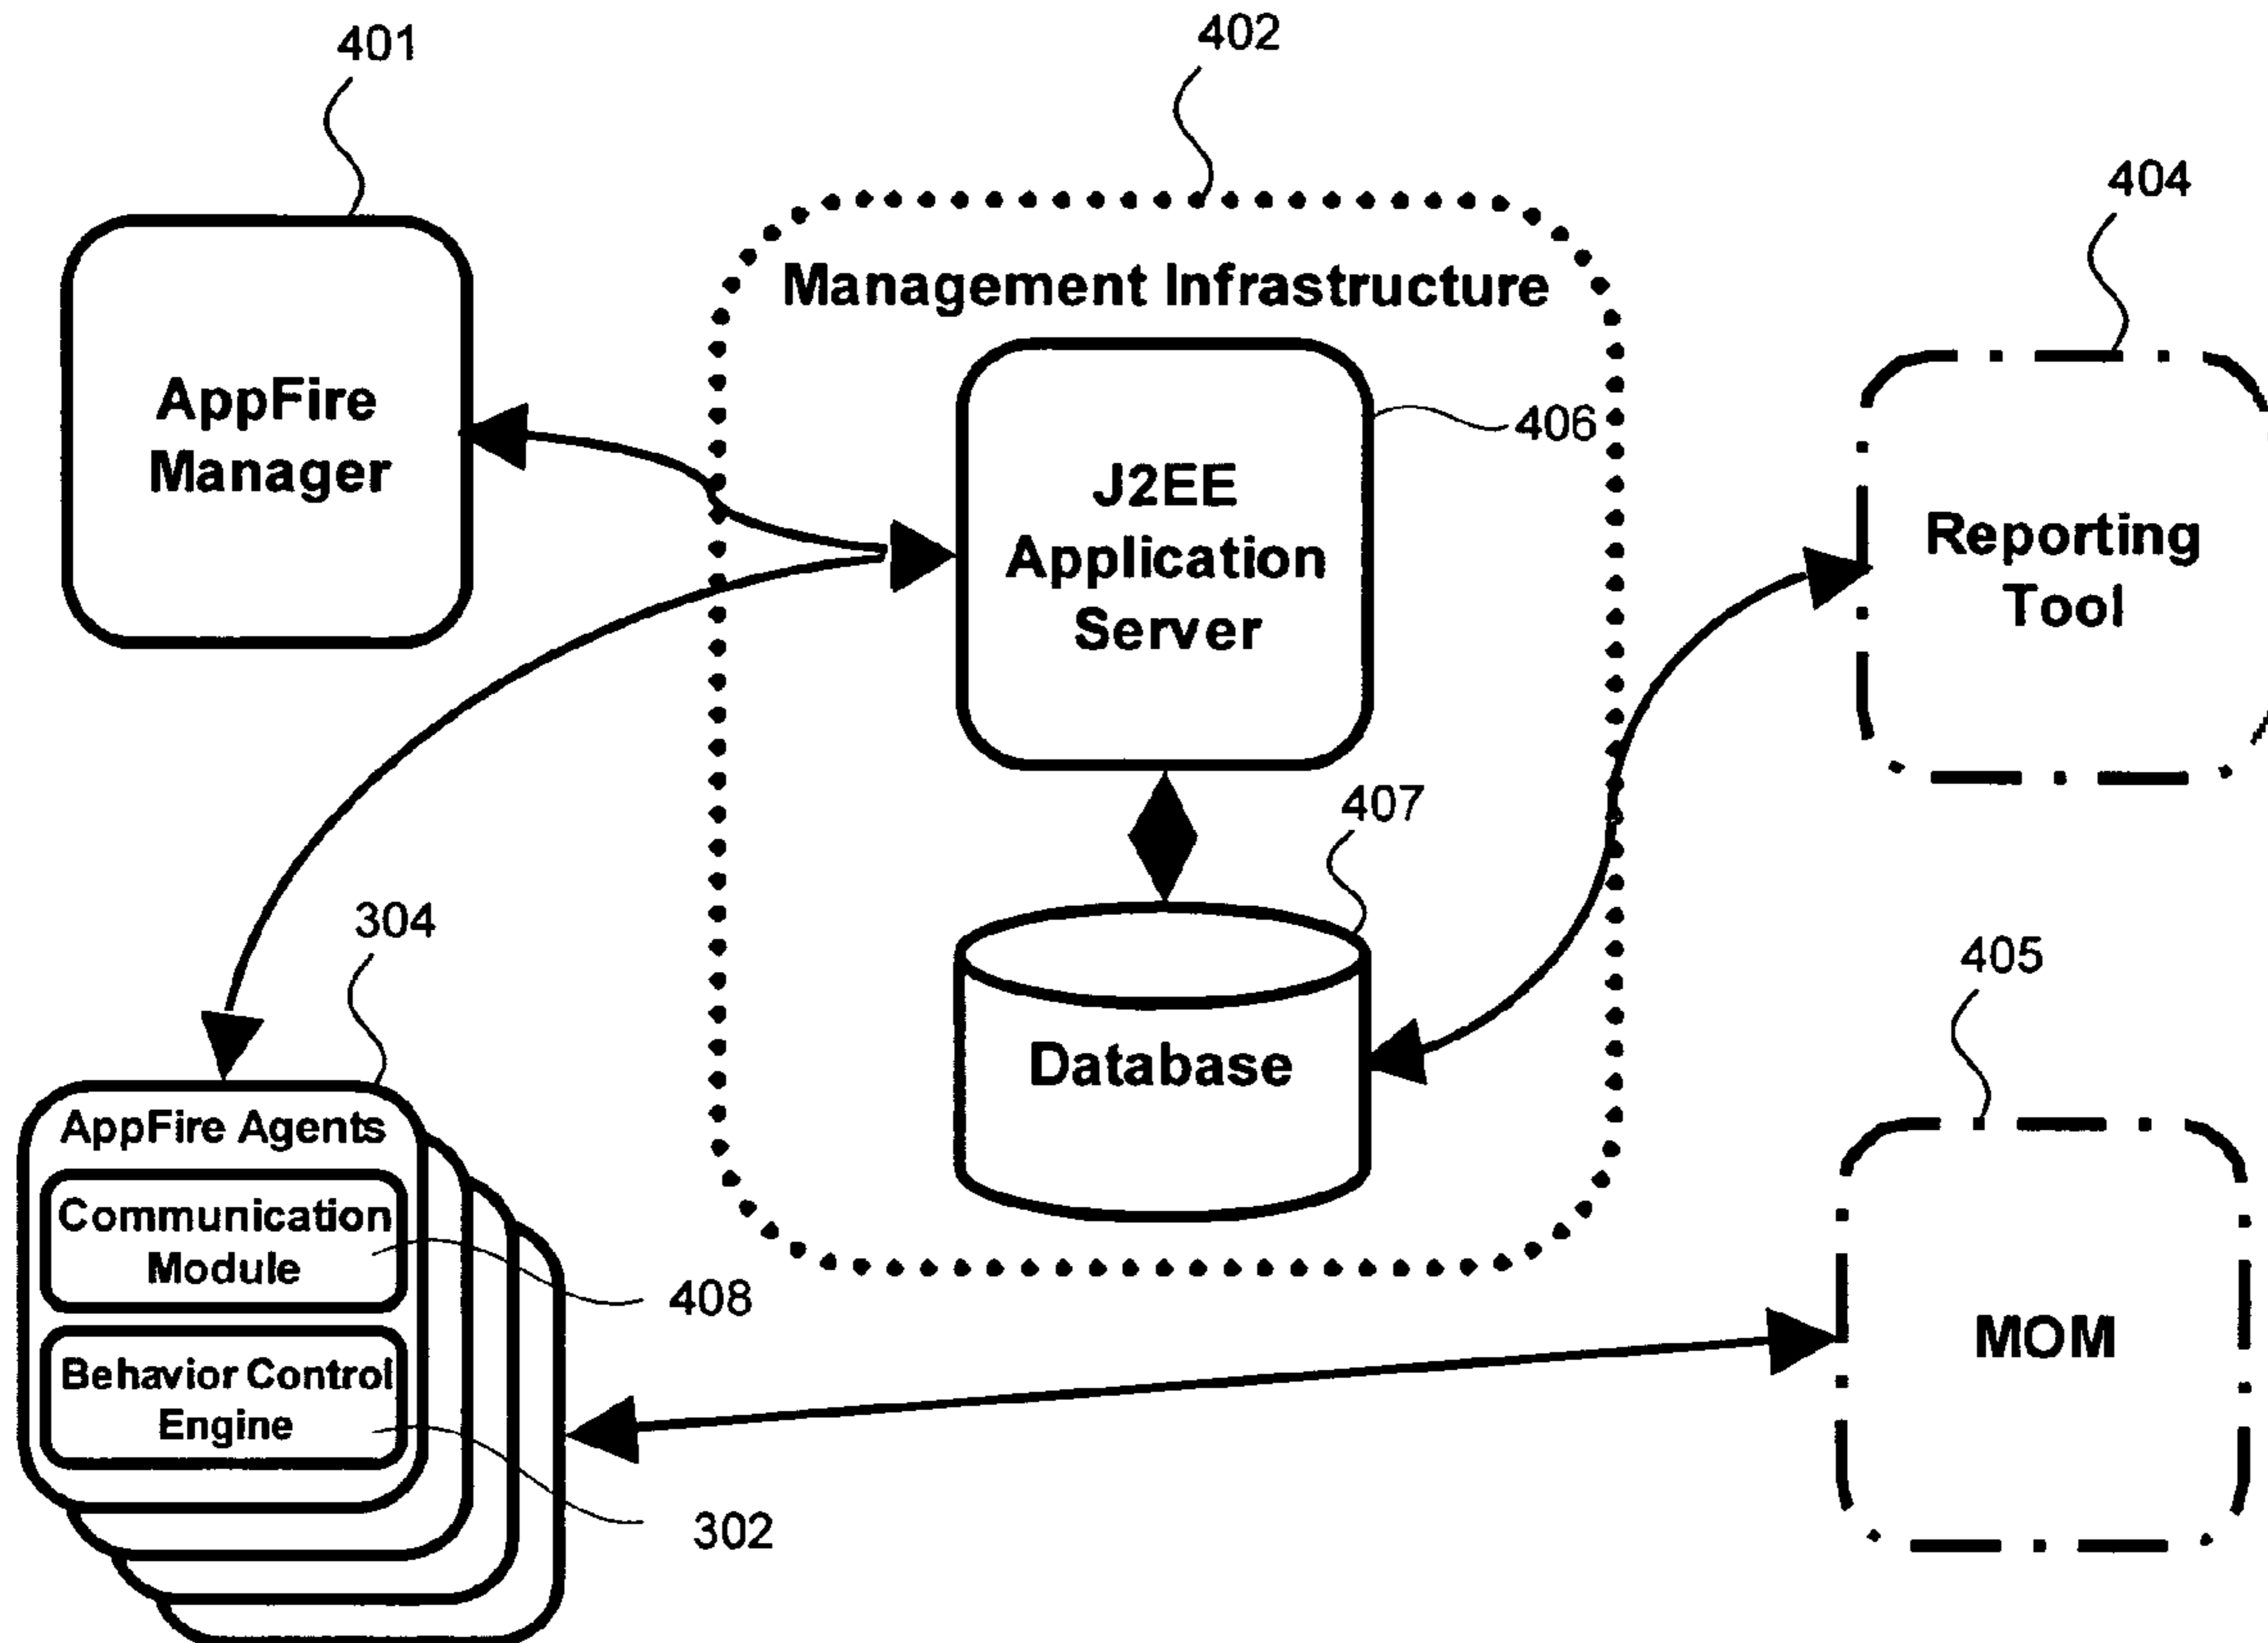 401
402
404
AppFire
Manager
Management Infrastructure
J2EE
Application
Server
406
Reporting
Tool
407
Database
304
405
AppFire Agents
Communication
Module
408
Behavior Control
Engine
302
MOM